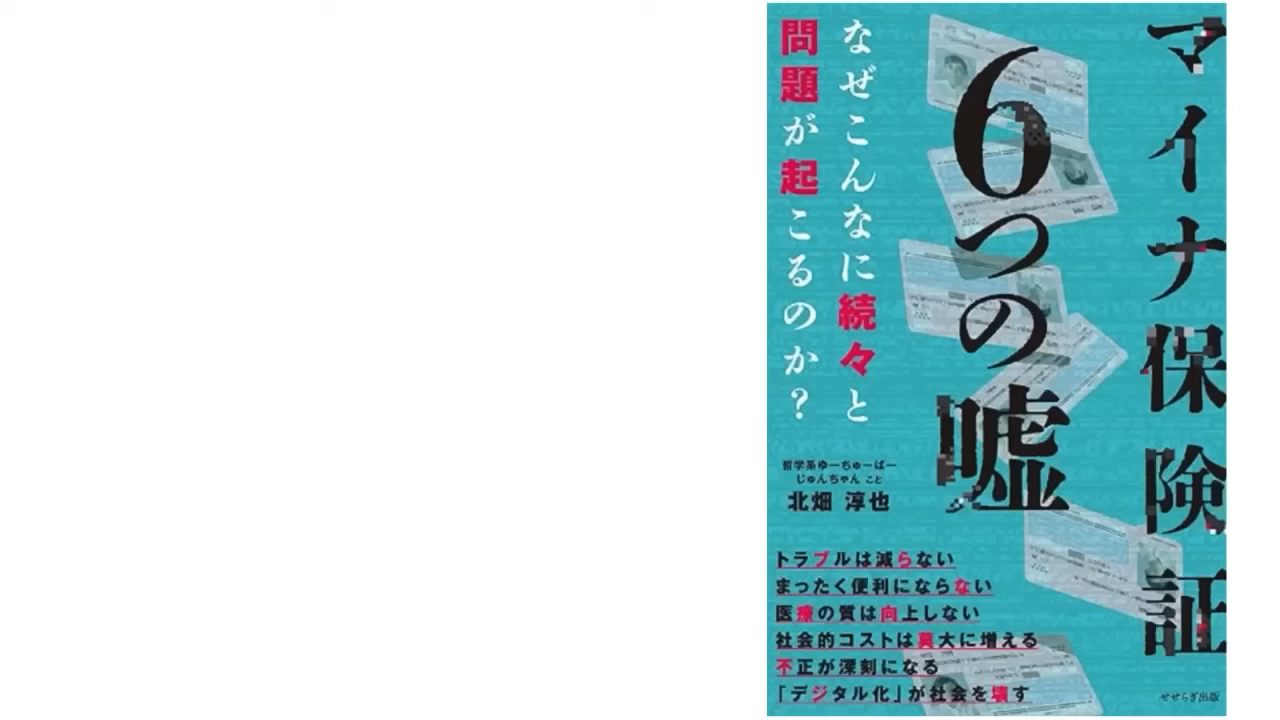 マイナ保険証
6つの嘘
なぜこんなに続々と
問題が起こるのか?
哲学系ゆーちゅーばー
じゅんちゃん こと
北畑 淳也
トラブルは減らない
まったく便利にならない
医療の質は向上しない
社会的コストは莫大に増える
不正が深刻になる
「デジタル化」が社会を壊す
せせらぎ出版